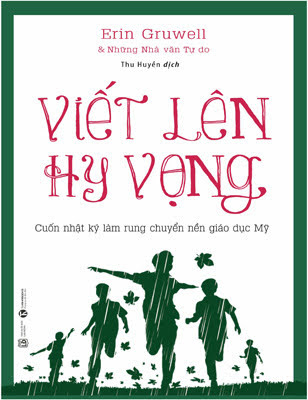 Erin Gruwell
& Những Nhà văn Tự do
Thu Huyền dịch
VIẾT LÊN
HY VỌNG
Cuốn nhật ký làm rung chuyển nền giáo dục Mỹ